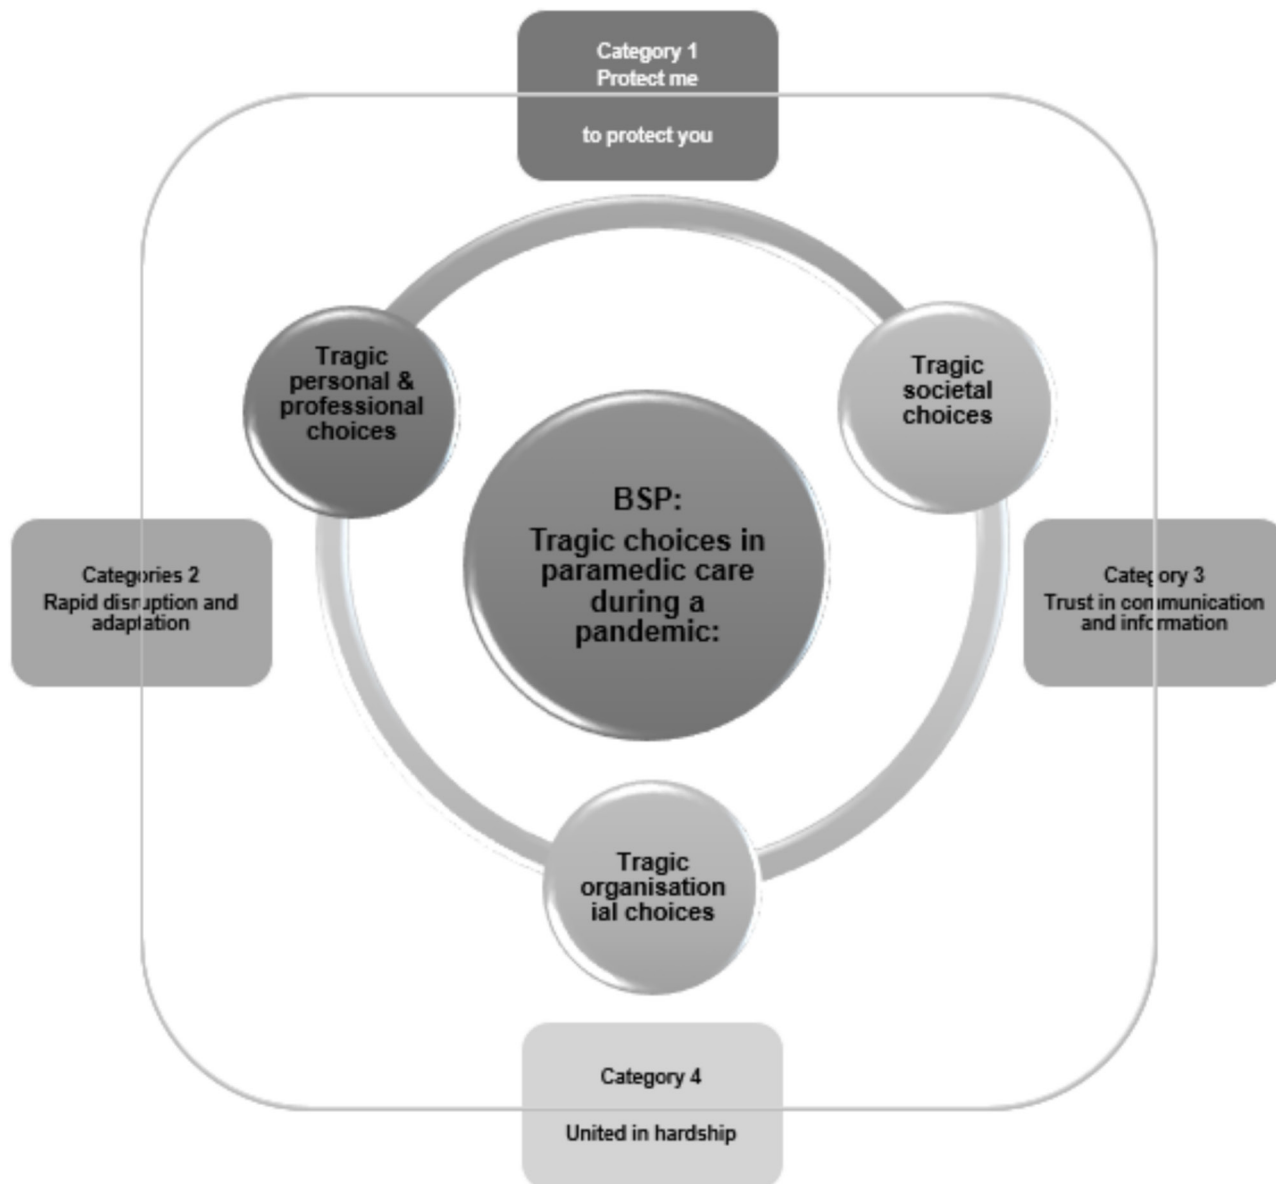 Category 1
Protect me
to protect you
Tragic
personal &
professional
choices
Tragic
societal
choices
BSP:
Tragic choices in
paramedic care
during a
pandemic:
Categories 2
Rapid disruption and
adaptation
Category 3
Trust in communication
and information
Tragic
organisation
ial choices
Category 4
United in hardship